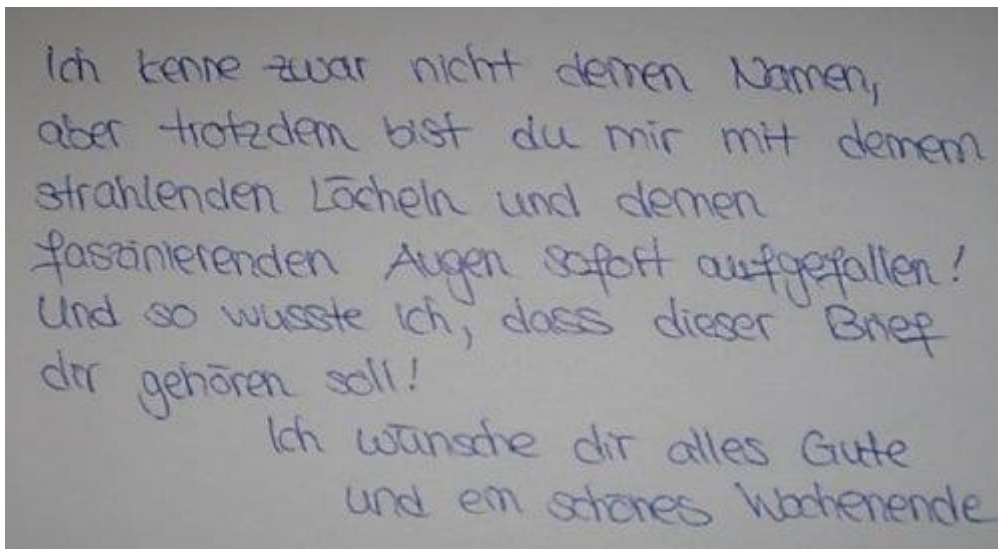 Ich kenne zwar nicht deinen Namen,
aber trotzdem bist du mir mit deinem
strahlenden Lächeln und deinen
faszinierenden Augen sofort aufgefallen!
Und so wusste ich, dass dieser Brief
dir gehören soll!
Ich wünsche dir alles Gute
und ein schönes Wochenende